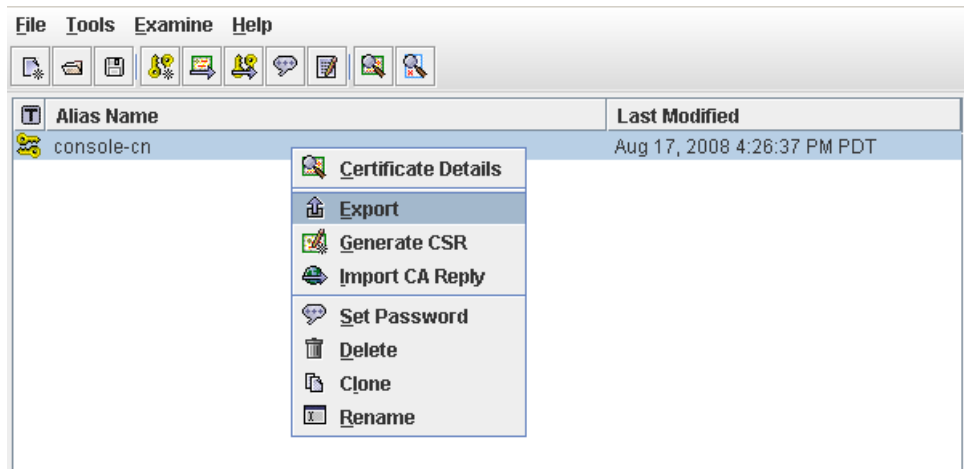 File Tools Examine Help
T Alias Name Last Modified
console-cn Aug 17, 2008 4:26:37 PM PDT
Certificate Details
Export
Generate CSR
Import CA Reply
Set Password
Delete
Clone
Rename